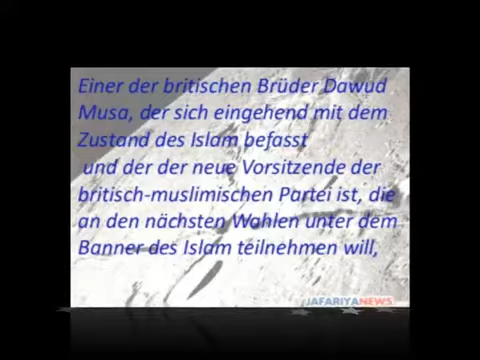 Einer der britischen Brüder Dawud
Musa, der sich eingehend mit dem
Zustand des Islam befasst
und der der neue Vorsitzende der
britisch-muslimischen Partei ist, die
an den nächsten Wahlen unter dem
Banner des Islam teilnehmen will,
JAFARIYANEWS